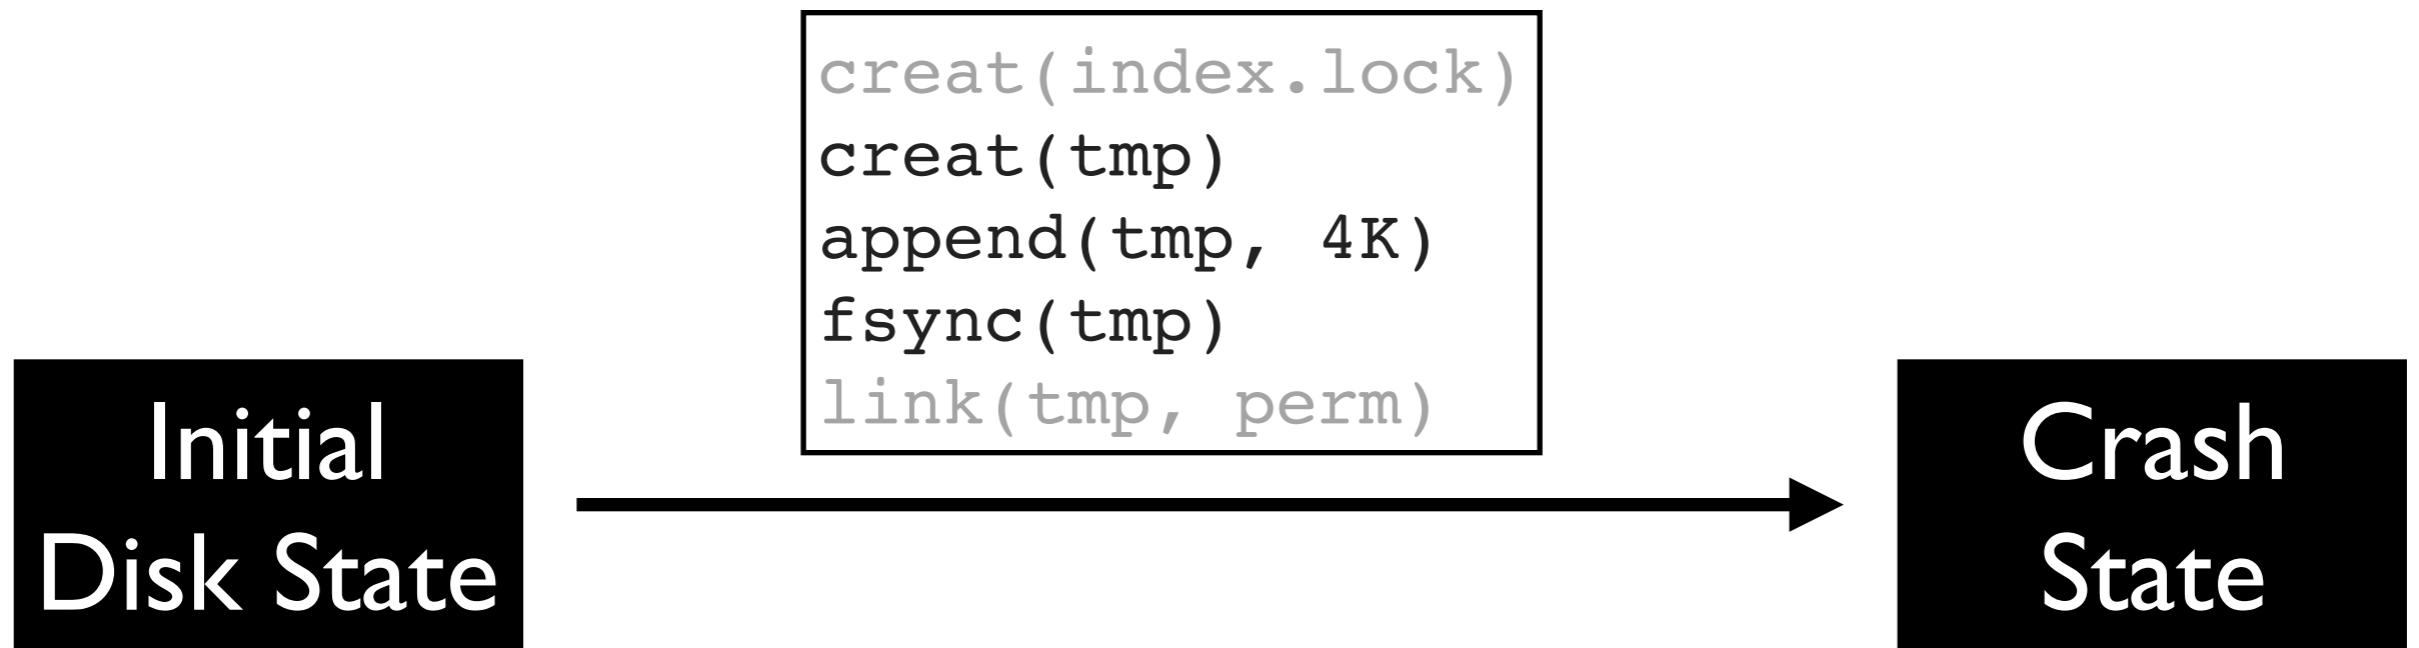 creat(index.lock)
creat(tmp)
append(tmp, 4K)
fsync(tmp)
link(tmp, perm)
Initial
Disk State
Crash
State